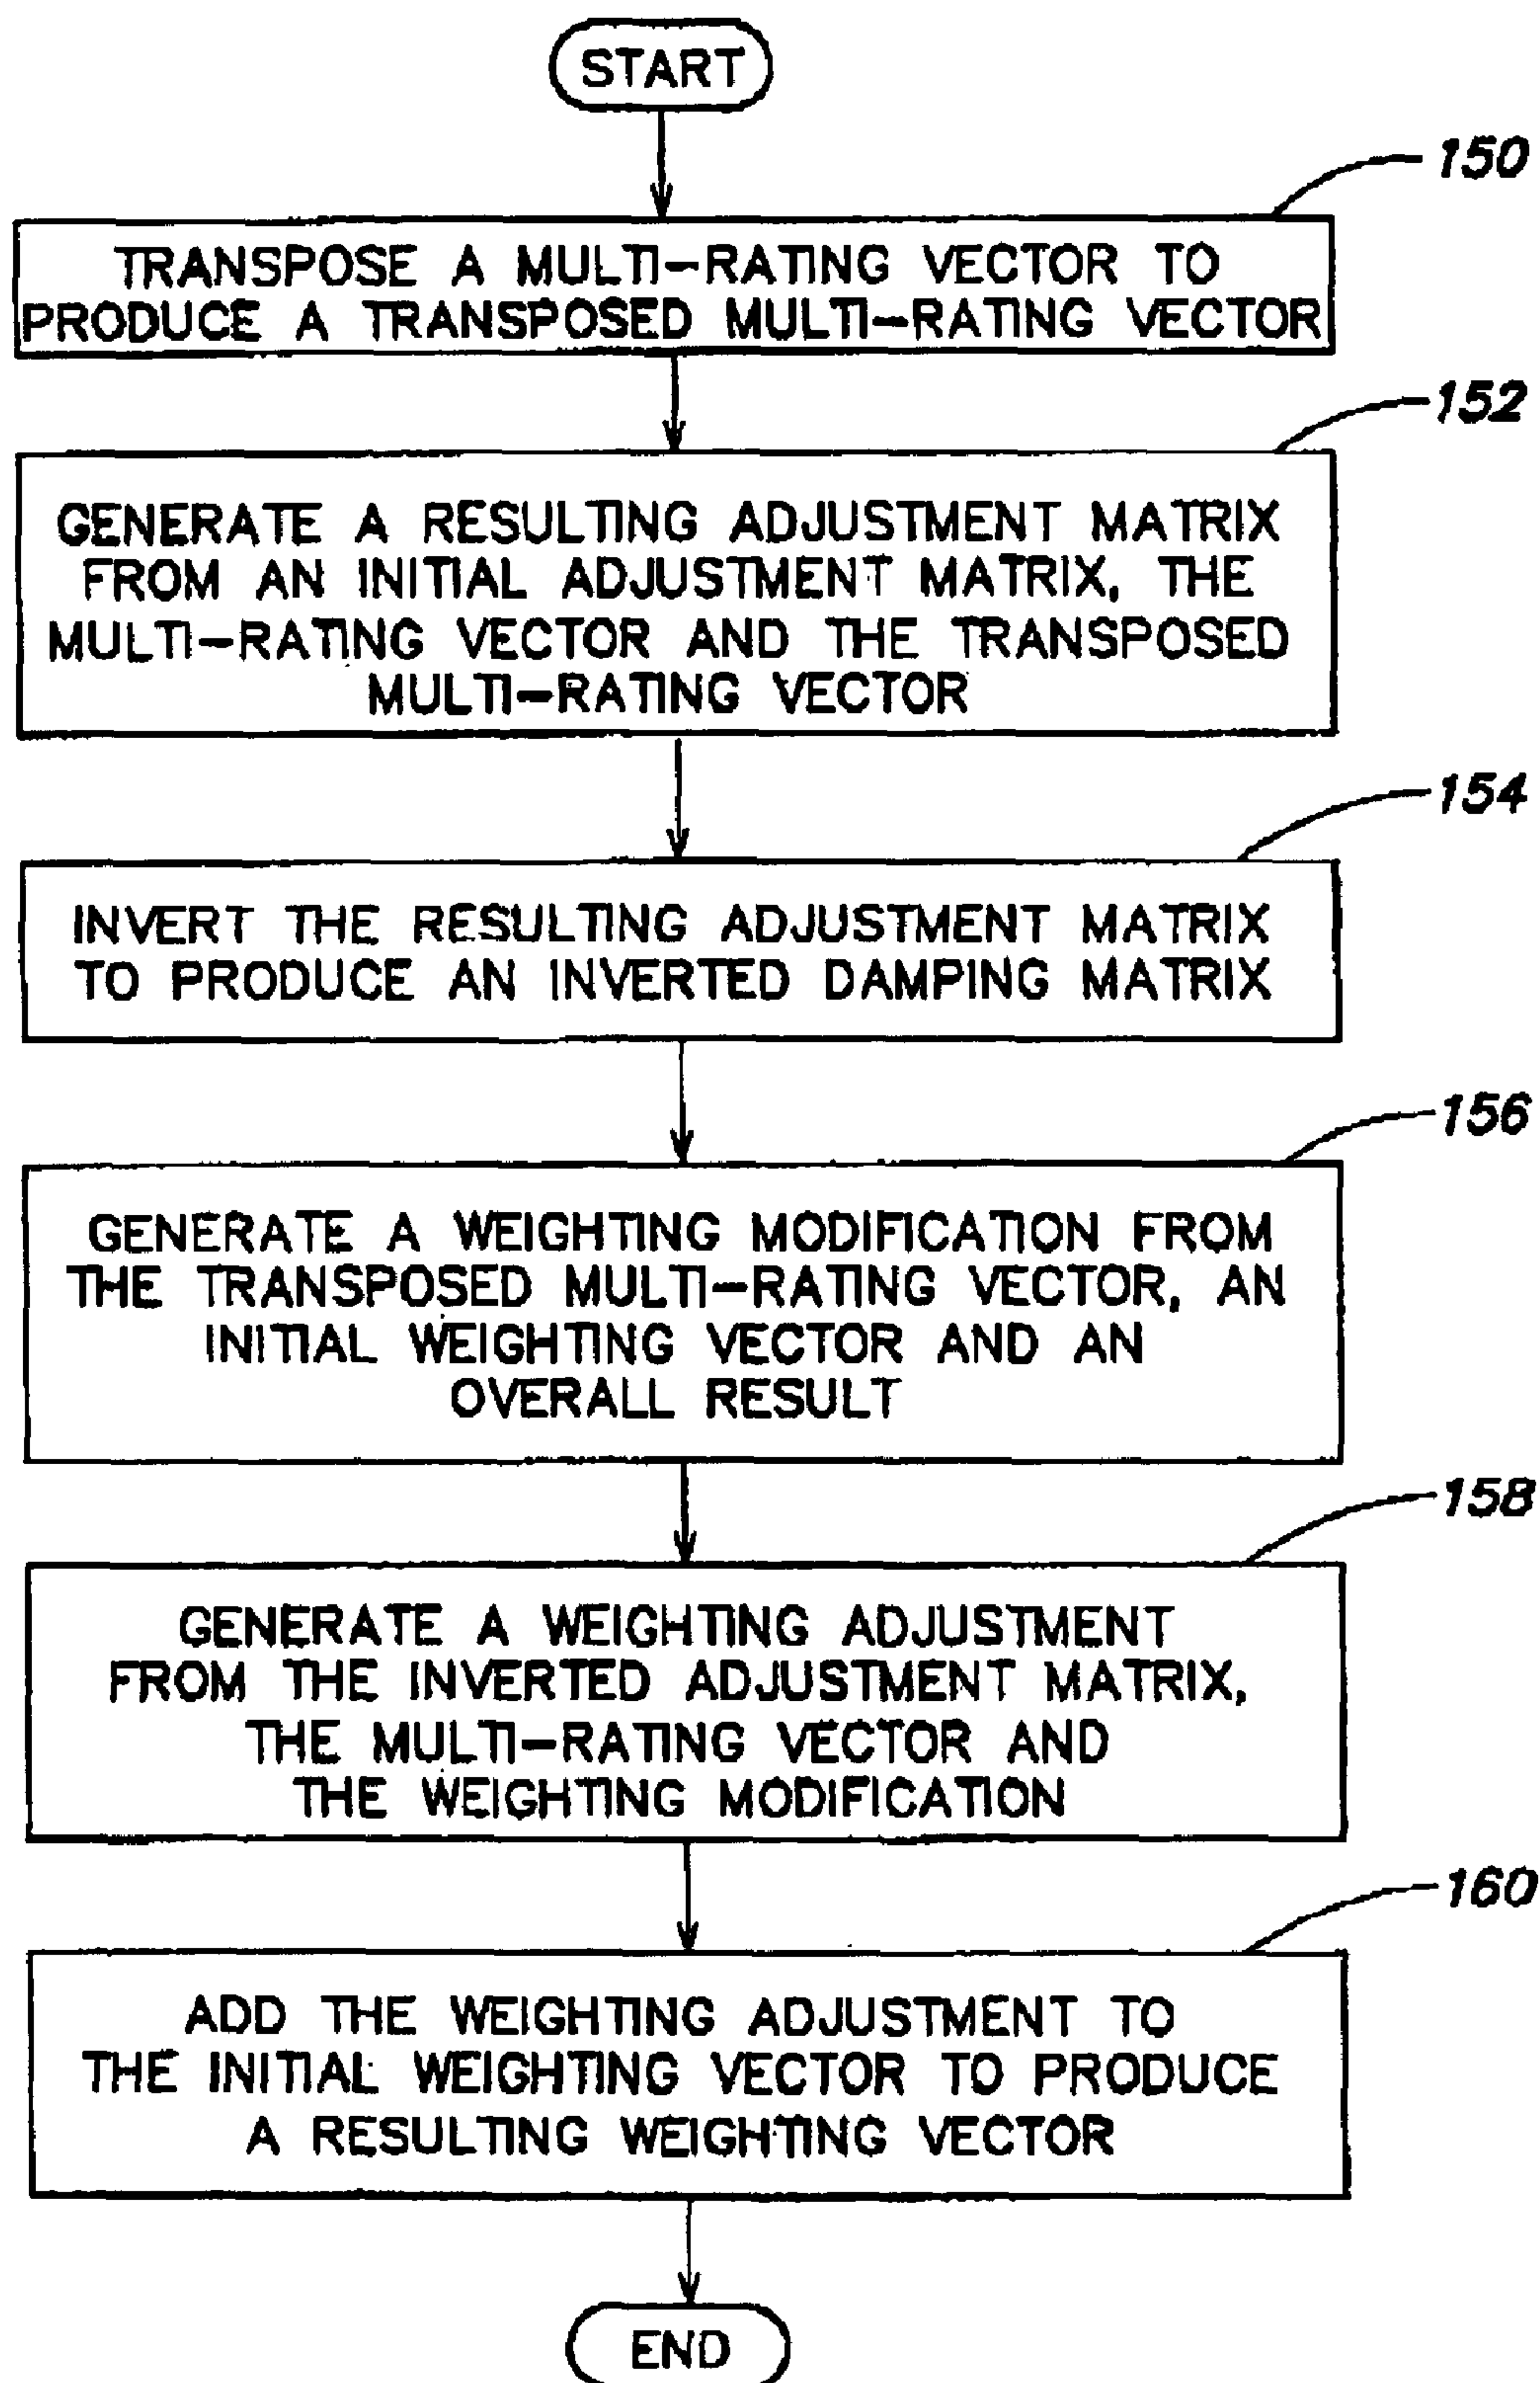 START
150
TRANSPOSE A MULTI-RATING VECTOR TO
PRODUCE A TRANSPOSED MULTI-RATING VECTOR
152
GENERATE A RESULTING ADJUSTMENT MATRIX
FROM AN INITIAL ADJUSTMENT MATRIX, THE
MULTI-RATING VECTOR AND THE TRANSPOSED
MULTI-RATING VECTOR
154
INVERT THE RESULTING ADJUSTMENT MATRIX
TO PRODUCE AN INVERTED DAMPING MATRIX
156
GENERATE A WEIGHTING MODIFICATION FROM
THE TRANSPOSED MULTI-RATING VECTOR, AN
INITIAL WEIGHTING VECTOR AND AN
OVERALL RESULT
158
GENERATE A WEIGHTING ADJUSTMENT
FROM THE INVERTED ADJUSTMENT MATRIX,
THE MULTI-RATING VECTOR AND
THE WEIGHTING MODIFICATION
160
ADD THE WEIGHTING ADJUSTMENT TO
THE INITIAL WEIGHTING VECTOR TO PRODUCE
A RESULTING WEIGHTING VECTOR
END